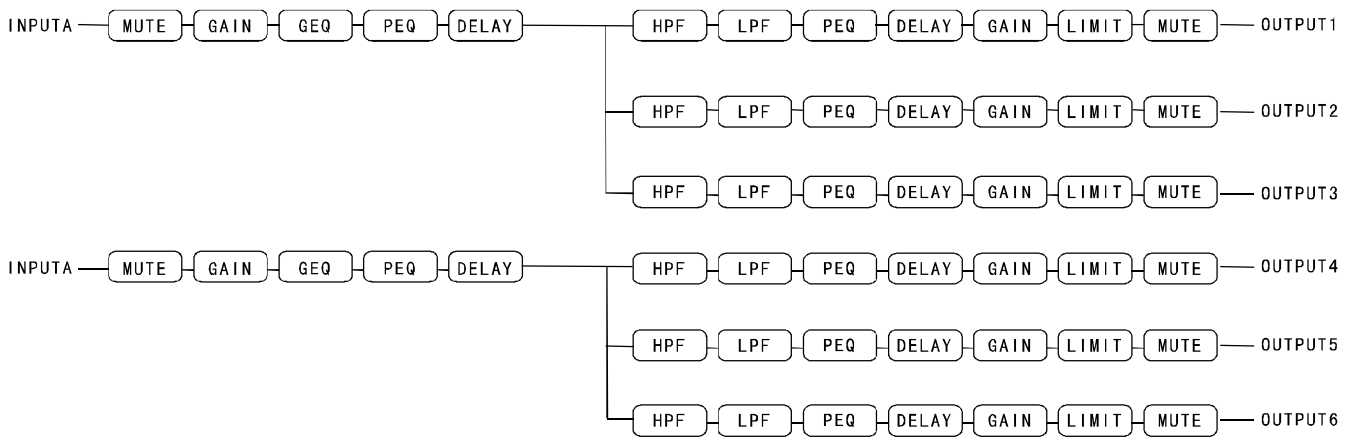 INPUTA MUTE GAIN GEQ PEQ DELAY HPF LPF PEQ DELAY GAIN LIMIT MUTE OUTPUT1
HPF LPF PEQ DELAY GAIN LIMIT MUTE OUTPUT2
HPF LPF PEQ DELAY GAIN LIMIT MUTE OUTPUT3
INPUTA MUTE GAIN GEQ PEQ DELAY HPF LPF PEQ DELAY GAIN LIMIT MUTE OUTPUT4
HPF LPF PEQ DELAY GAIN LIMIT MUTE OUTPUT5
HPF LPF PEQ DELAY GAIN LIMIT MUTE OUTPUT6